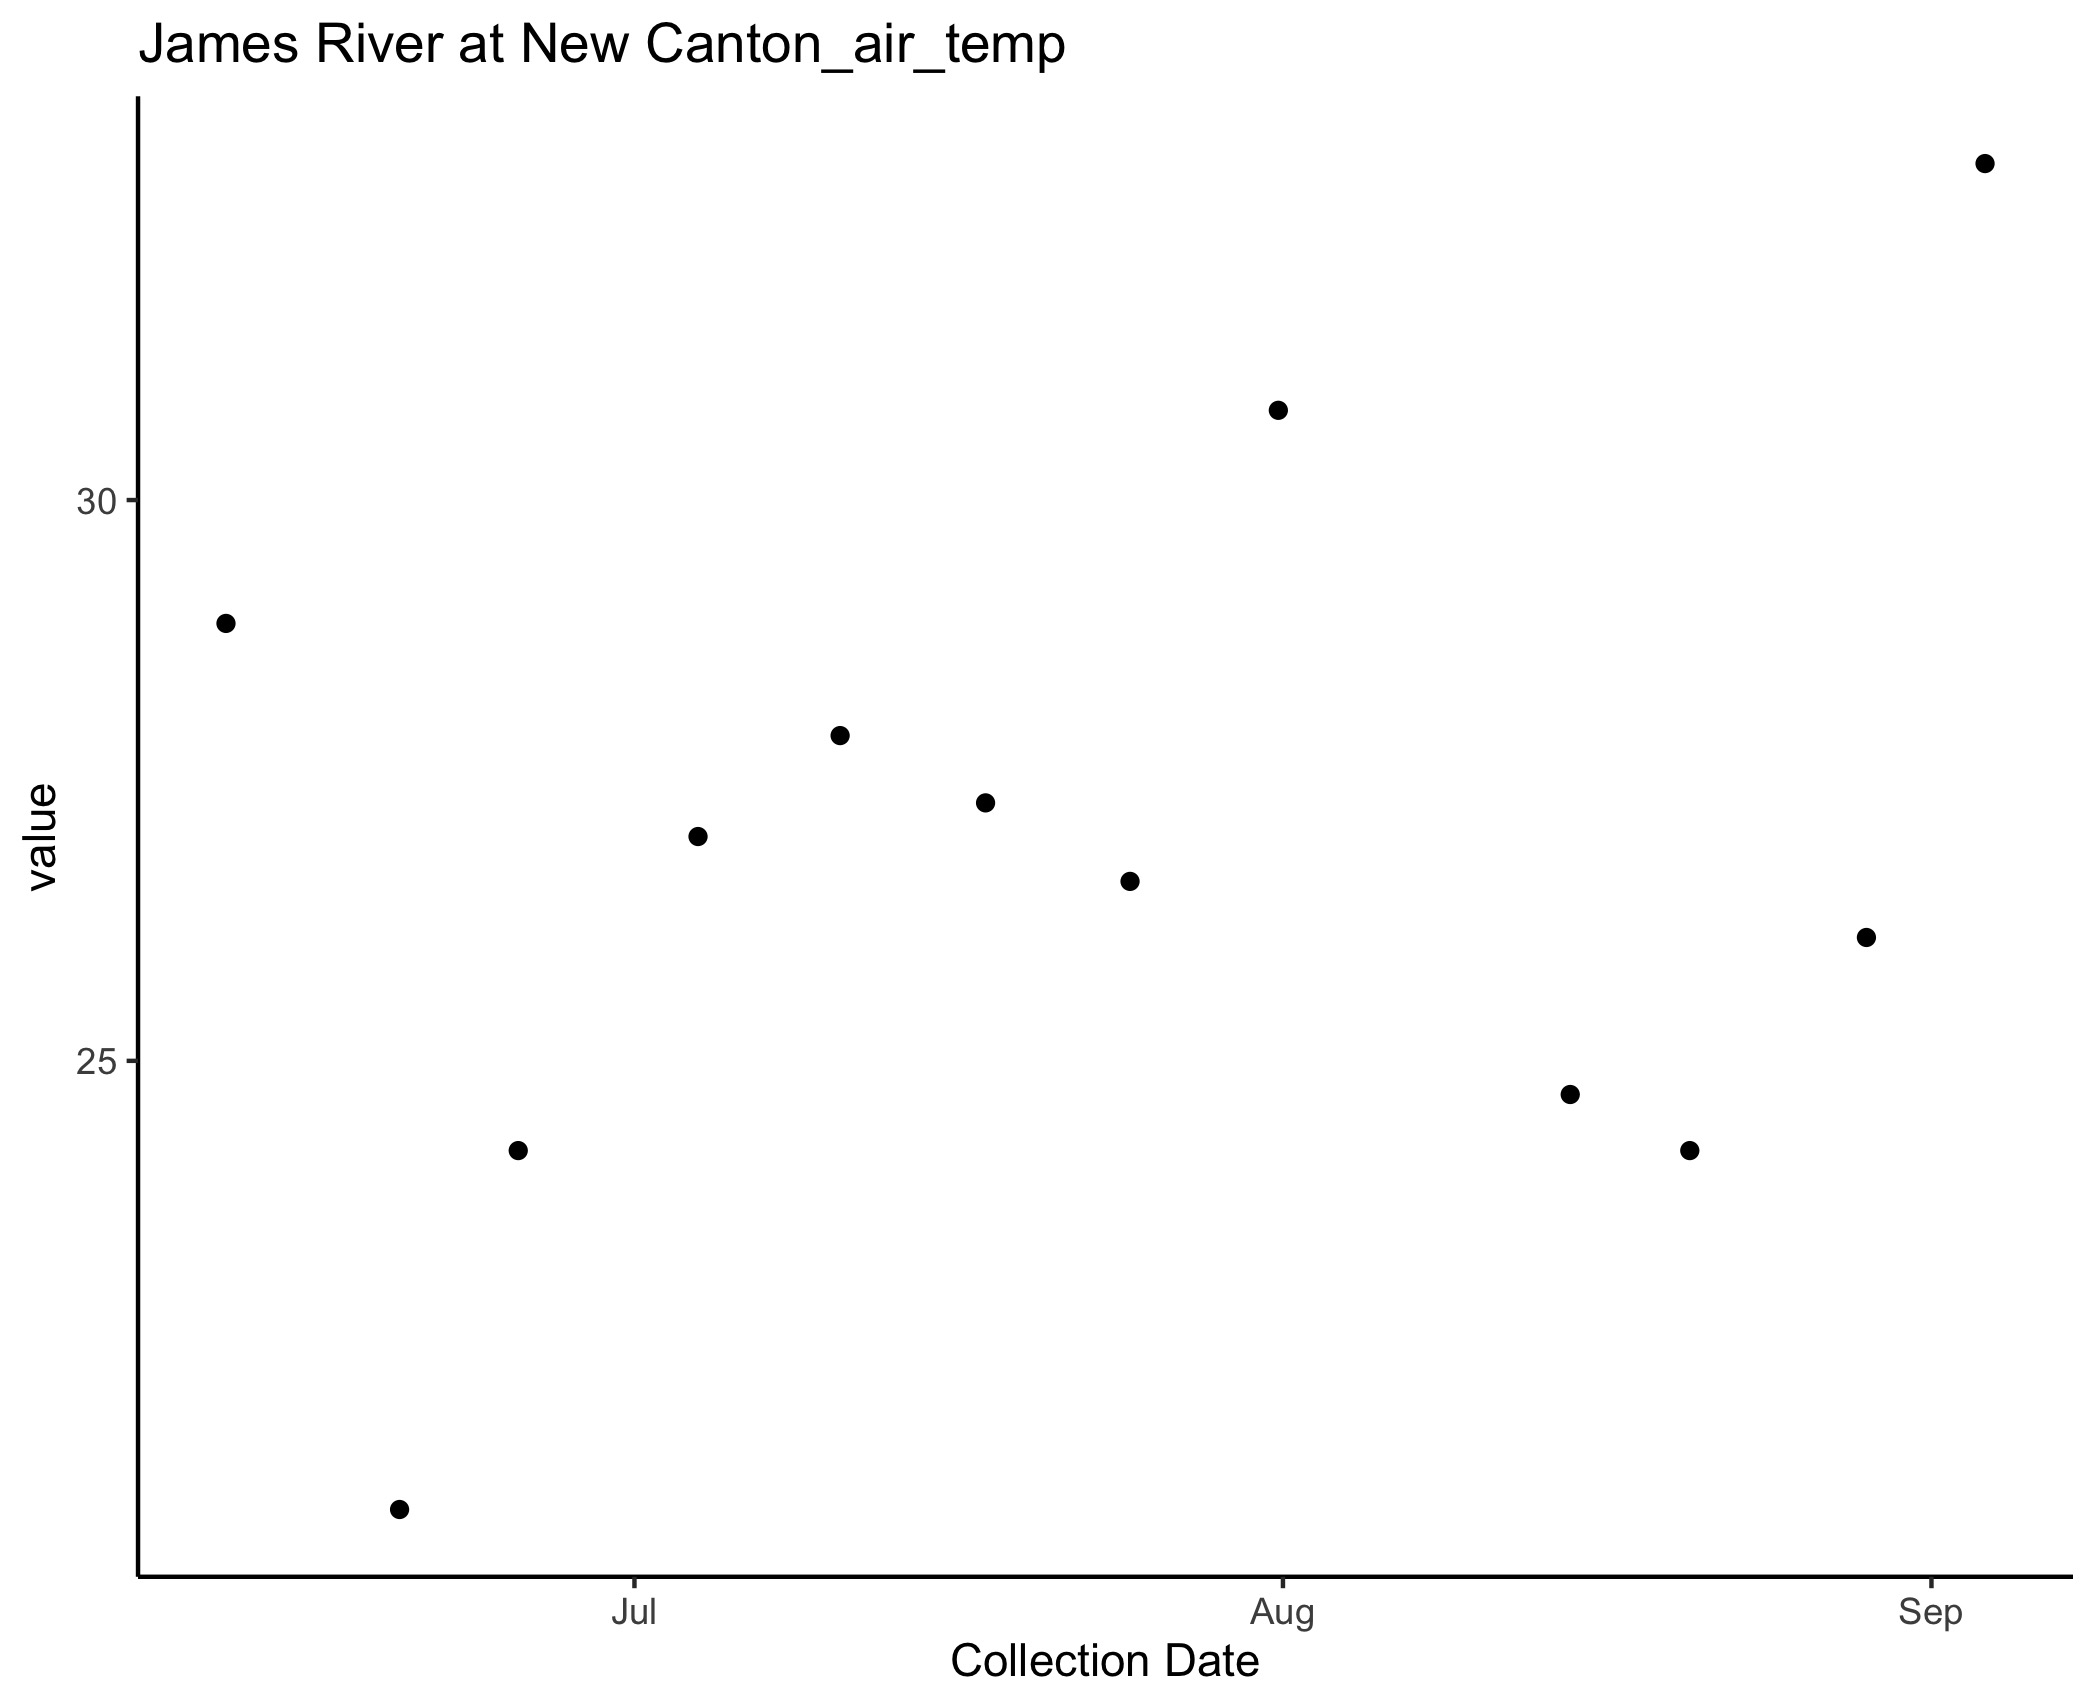 James River at New Canton_air_temp
value
30
25
Jul
Aug
Sep
Collection Date